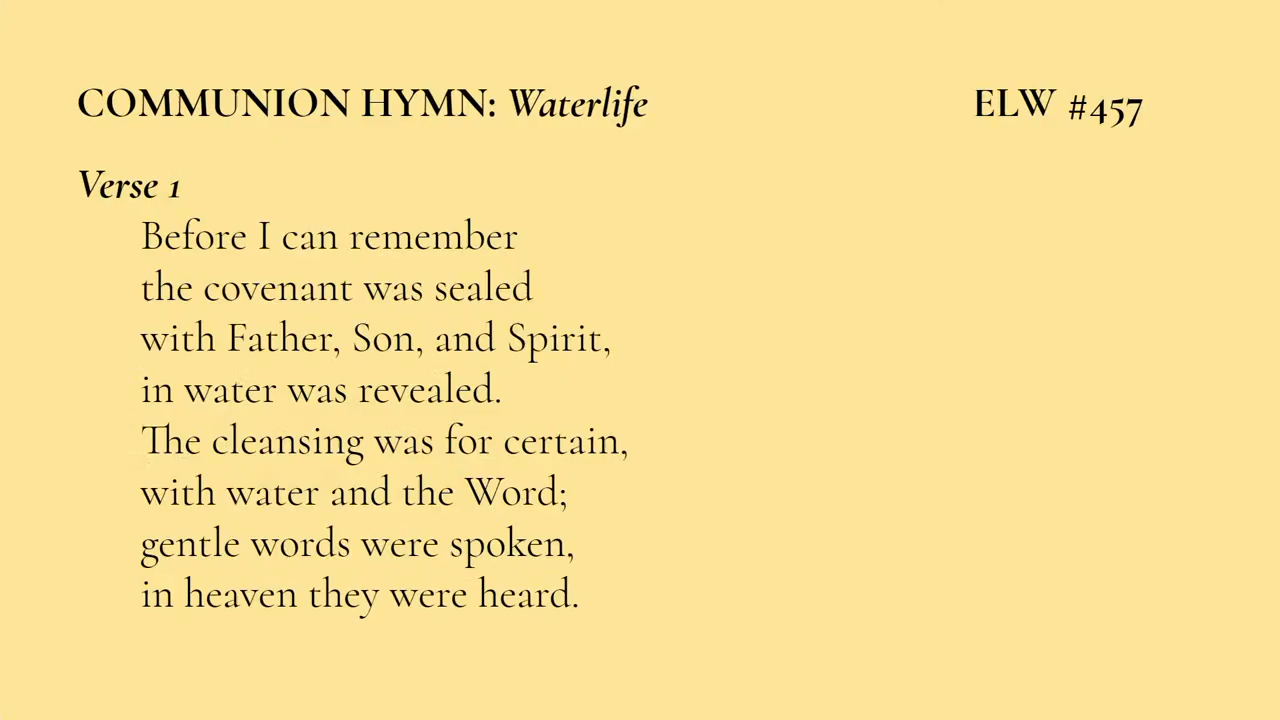 COMMUNION HYMN: Waterlife ELW #457
Verse 1
Before I can remember
the covenant was sealed
with Father, Son, and Spirit,
in water was revealed.
The cleansing was for certain,
with water and the Word;
gentle words were spoken,
in heaven they were heard.